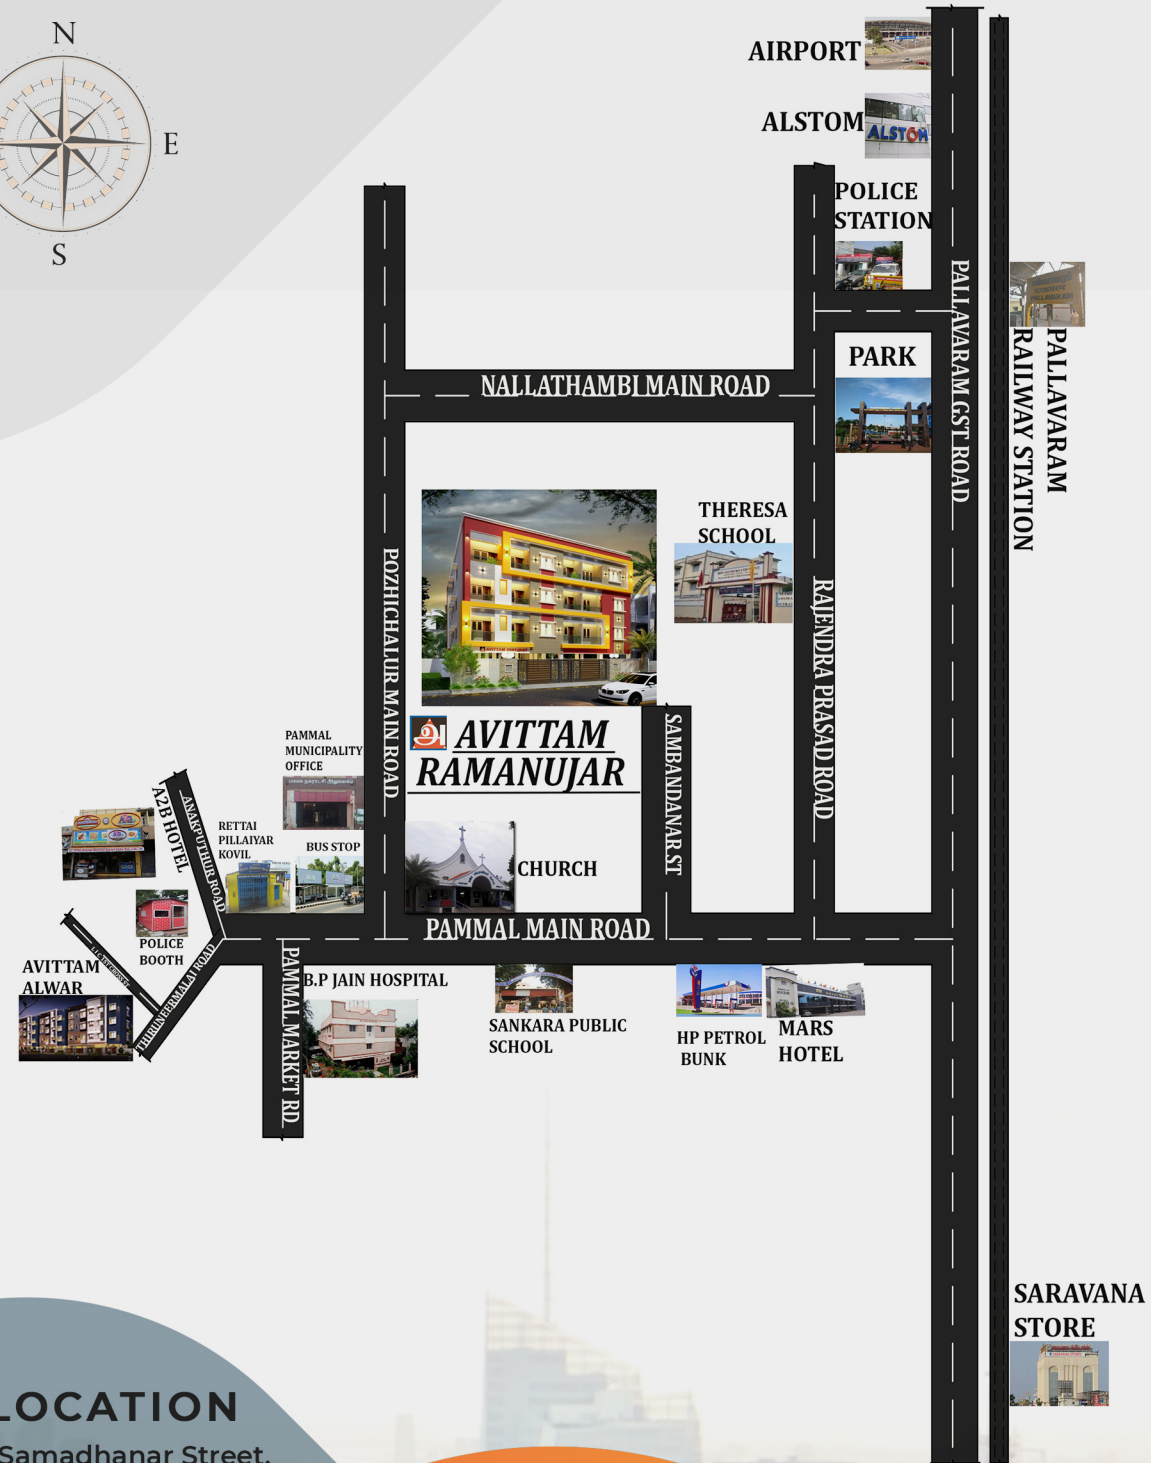 N
E
S
AIRPORT
ALSTOM
ALSTOM
POLICE
STATION
PALLAVARAM GST ROAD
PALLAVARAM
RAILWAY STATION
PALLAVARAM
PARK
NALLATHAMBI MAIN ROAD
THERESA
SCHOOL
POZHICHALUR MAIN ROAD
RAJENDRA PRASAD ROAD
AVITTAM
RAMANUJAR
SAMBANDANAR ST
PAMMAL
MUNICIPALITY
OFFICE
A2B HOTEL
ANAKPUTHUR ROAD
RETTAI
PILLAIYAR
KOVIL
BUS STOP
CHURCH
PAMMAL MAIN ROAD
POLICE
BOOTH
THIRUNEERMALAI ROAD
AVITTAM
ALWAR
PAMMAL MARKET RD
B.P JAIN HOSPITAL
SANKARA PUBLIC
SCHOOL
HP PETROL
BUNK
MARS
HOTEL
SARAVANA
STORE
LOCATION
Samadhanar Street,